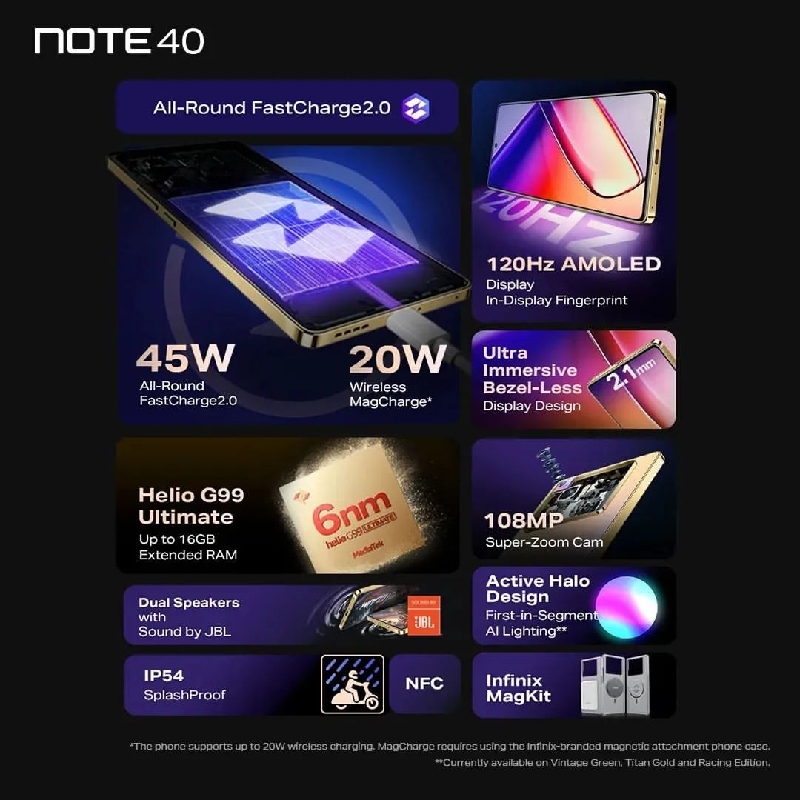 NOTE 40
All-Round FastCharge2.0
120Hz
120Hz AMOLED
Display
In-Display Fingerprint
45W
All-Round
FastCharge2.0
20W
Wireless
MagCharge*
Ultra
Immersive
Bezel-Less
Display Design
2.1mm
Helio G99
Ultimate
Up to 16GB
Extended RAM
6nm
helio G99 ULTIMATE
MediaTek
108MP
Super-Zoom Cam
Dual Speakers
with
Sound by JBL
SOUND BY
JBL
Active Halo
Design
First-in-Segment
AI Lighting**
IP54
SplashProof
NFC
Infinix
MagKit
*The phone supports up to 20W wireless charging. MagCharge requires using the Infinix-branded magnetic attachment phone case.
**Currently available on Vintage Green, Titan Gold and Racing Edition.